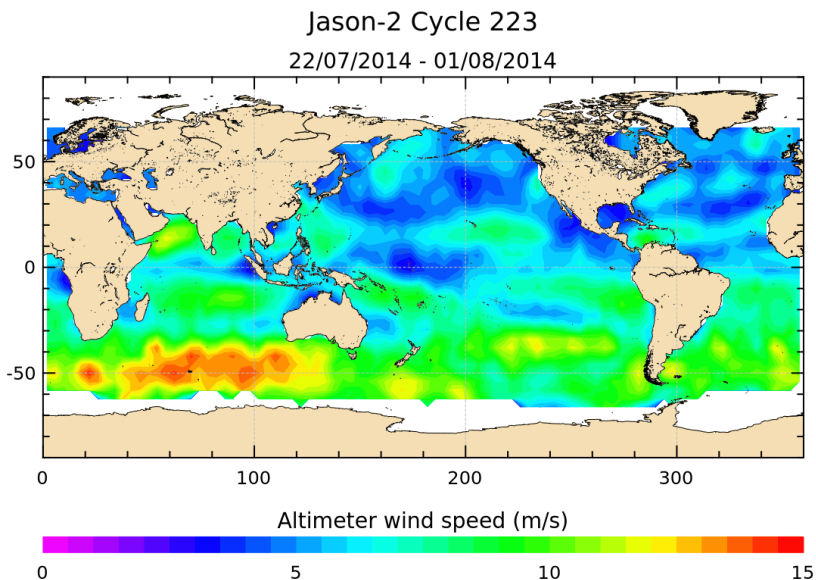 Jason-2 Cycle 223
22/07/2014 - 01/08/2014
50
0
-50
0 100 200 300
Altimeter wind speed (m/s)
0 5 10 15